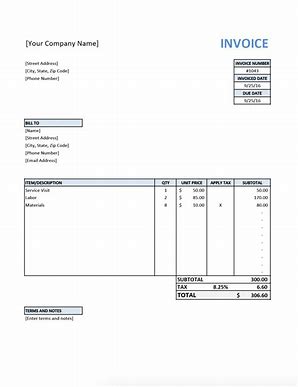 [Your Company Name] INVOICE
[Street Address] INVOICE NUMBER
[City, State, Zip Code] #1043
[Phone Number] INVOICED DATE
9/25/16
DUE DATE
9/25/16
BILL TO
[Name]
[Street Address]
[City, State, Zip Code]
[Phone Number]
[Email Address]
ITEM/DESCRIPTION QTY UNIT PRICE APPLY TAX SUBTOTAL
Service Visit 1 $ 50.00 50.00
Labor 2 $ 85.00 170.00
Materials 8 $ 10.00 X 80.00
-
-
-
-
-
-
-
SUBTOTAL 300.00
TAX 8.25% 6.60
TOTAL $ 306.60
TERMS AND NOTES
[Enter terms and notes]